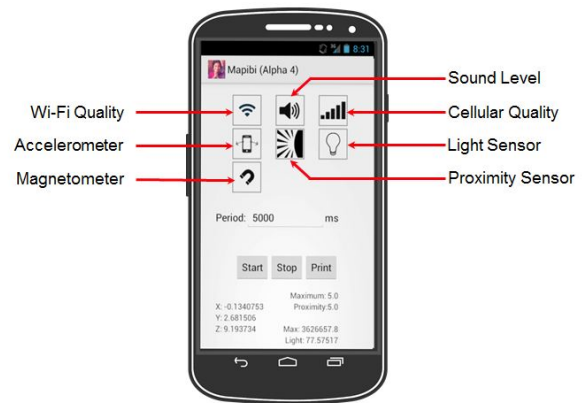 8:31
Mapibi (Alpha 4)
Sound Level
Wi-Fi Quality
Cellular Quality
Accelerometer
Light Sensor
Magnetometer
Proximity Sensor
Period: 5000 ms
Start Stop Print
Maximum: 5.0
X: -0.1340753 Proximity:5.0
Y: 2.681506
Z: 9.193734 Max: 3626657.8
Light: 77.57517